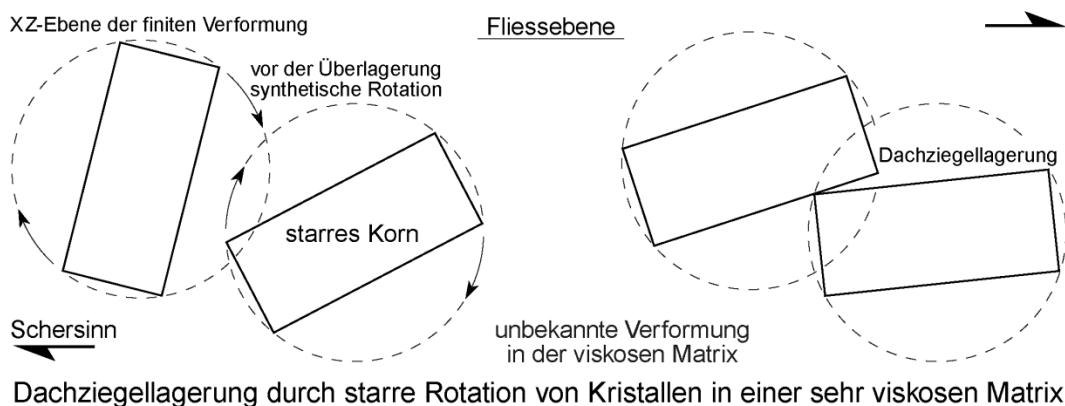 XZ-Ebene der finiten Verformung
Fliessebene
vor der Überlagerung
synthetische Rotation
Dachziegellagerung
starres Korn
Schersinn
unbekannte Verformung
in der viskosen Matrix
Dachziegellagerung durch starre Rotation von Kristallen in einer sehr viskosen Matrix